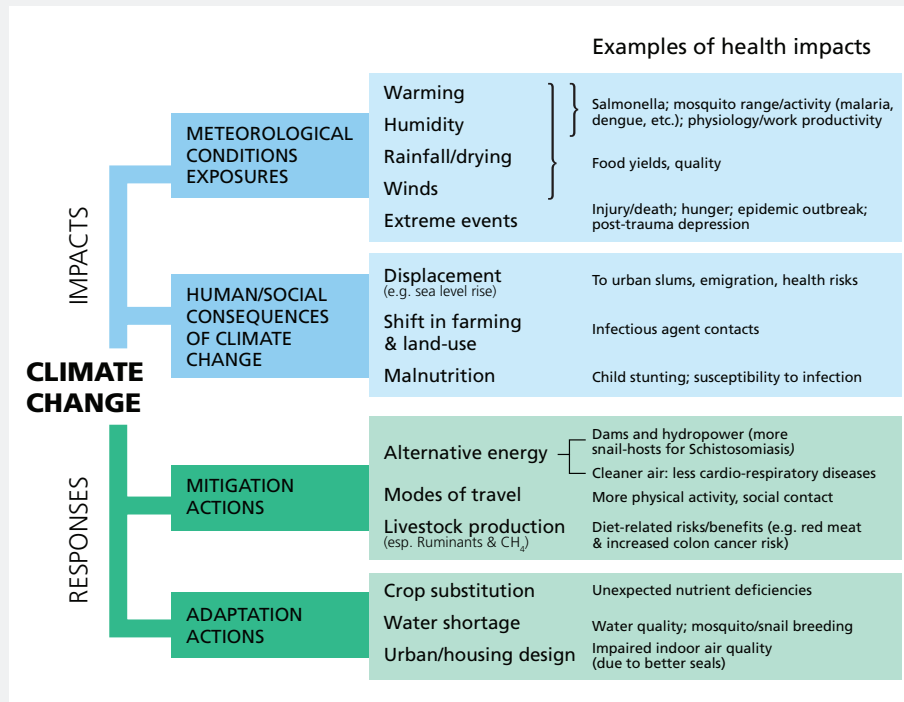 Examples of health impacts
IMPACTS
METEOROLOGICAL
CONDITIONS
EXPOSURES
Warming
Humidity
Rainfall/drying
Winds
Extreme events
Salmonella; mosquito range/activity (malaria,
dengue, etc.); physiology/work productivity
Food yields, quality
Injury/death; hunger; epidemic outbreak;
post-trauma depression
HUMAN/SOCIAL
CONSEQUENCES
OF CLIMATE
CHANGE
Displacement
(e.g. sea level rise)
To urban slums, emigration, health risks
Shift in farming
& land-use
Infectious agent contacts
Malnutrition
Child stunting; susceptibility to infection
CLIMATE
CHANGE
RESPONSES
MITIGATION
ACTIONS
Alternative energy
Dams and hydropower (more
snail-hosts for Schistosomiasis)
Cleaner air: less cardio-respiratory diseases
Modes of travel
More physical activity, social contact
Livestock production
(esp. Ruminants & CH₄)
Diet-related risks/benefits (e.g. red meat
& increased colon cancer risk)
ADAPTATION
ACTIONS
Crop substitution
Unexpected nutrient deficiencies
Water shortage
Water quality; mosquito/snail breeding
Urban/housing design
Impaired indoor air quality
(due to better seals)